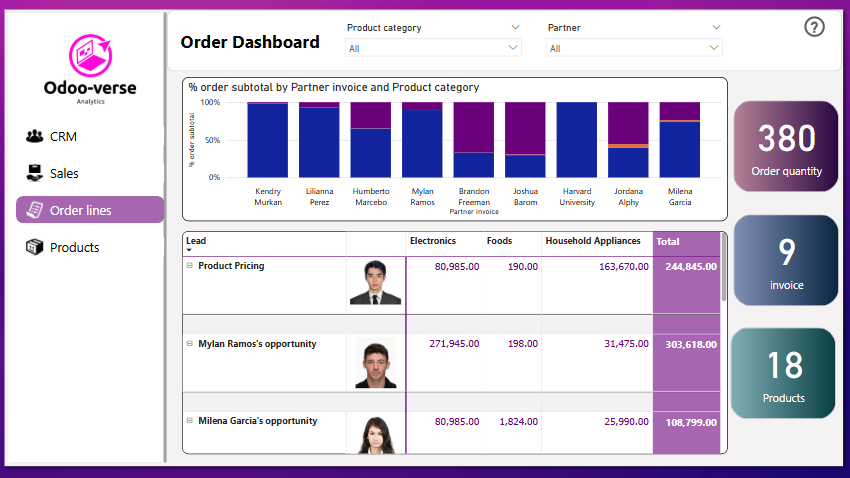 Odoo-verse
Analytics
CRM
Sales
Order lines
Products
Order Dashboard
Product category
All
Partner
All
?
% order subtotal by Partner invoice and Product category
% order subtotal
100%
50%
0%
Kendry Murkan
Lilianna Perez
Humberto Marcebo
Mylan Ramos
Brandon Freeman
Joshua Barom
Harvard University
Jordana Alphy
Milena Garcia
Partner invoice
Lead Electronics Foods Household Appliances Total
Product Pricing 80,985.00 190.00 163,670.00 244,845.00
Mylan Ramos's opportunity 271,945.00 198.00 31,475.00 303,618.00
Milena Garcia's opportunity 80,985.00 1,824.00 25,990.00 108,799.00
380
Order quantity
9
invoice
18
Products